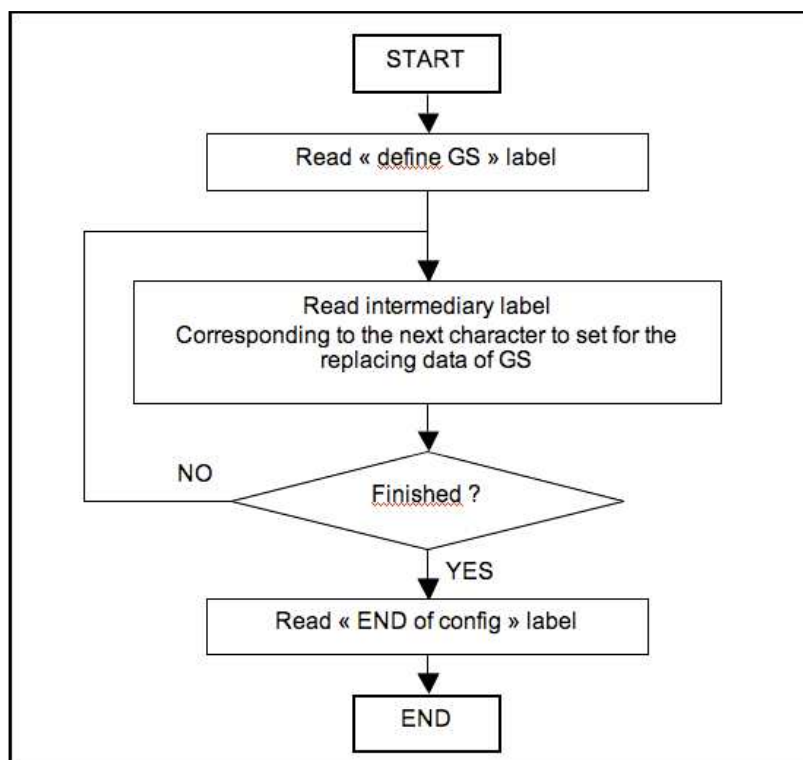 START
Read « define GS » label
Read intermediary label
Corresponding to the next character to set for the
replacing data of GS
NO
Finished ?
YES
Read « END of config » label
END